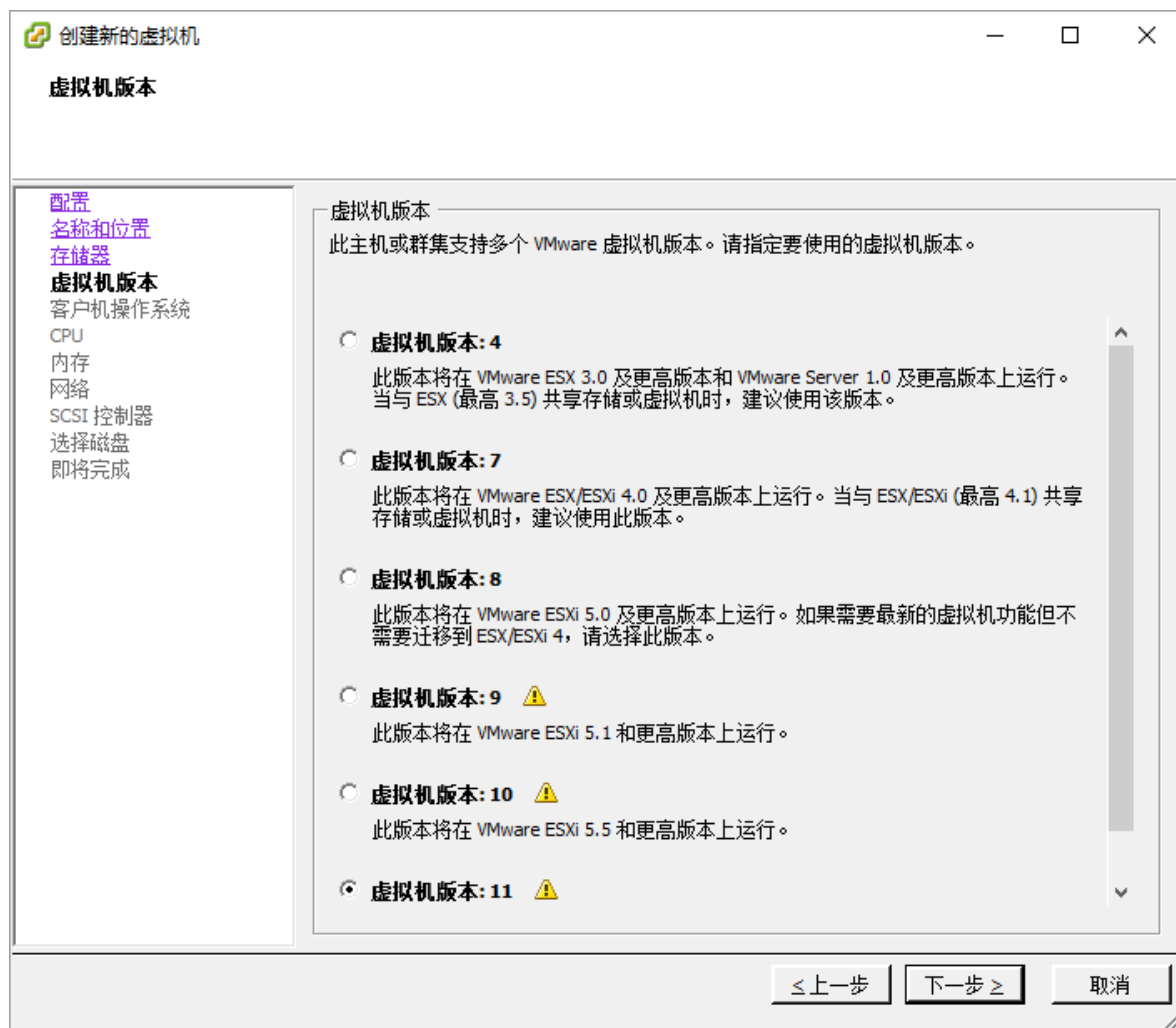 创建新的虚拟机
虚拟机版本
配置
名称和位置
存储器
虚拟机版本
客户机操作系统
CPU
内存
网络
SCSI 控制器
选择磁盘
即将完成
虚拟机版本
此主机或群集支持多个 VMware 虚拟机版本。请指定要使用的虚拟机版本。
虚拟机版本: 4
此版本将在 VMware ESX 3.0 及更高版本和 VMware Server 1.0 及更高版本上运行。
当与 ESX (最高 3.5) 共享存储或虚拟机时，建议使用该版本。
虚拟机版本: 7
此版本将在 VMware ESX/ESXi 4.0 及更高版本上运行。当与 ESX/ESXi (最高 4.1) 共享
存储或虚拟机时，建议使用此版本。
虚拟机版本: 8
此版本将在 VMware ESXi 5.0 及更高版本上运行。如果需要最新的虚拟机功能但不
需要迁移到 ESX/ESXi 4，请选择此版本。
虚拟机版本: 9
此版本将在 VMware ESXi 5.1 和更高版本上运行。
虚拟机版本: 10
此版本将在 VMware ESXi 5.5 和更高版本上运行。
虚拟机版本: 11
≤上一步 下一步 ≥ 取消